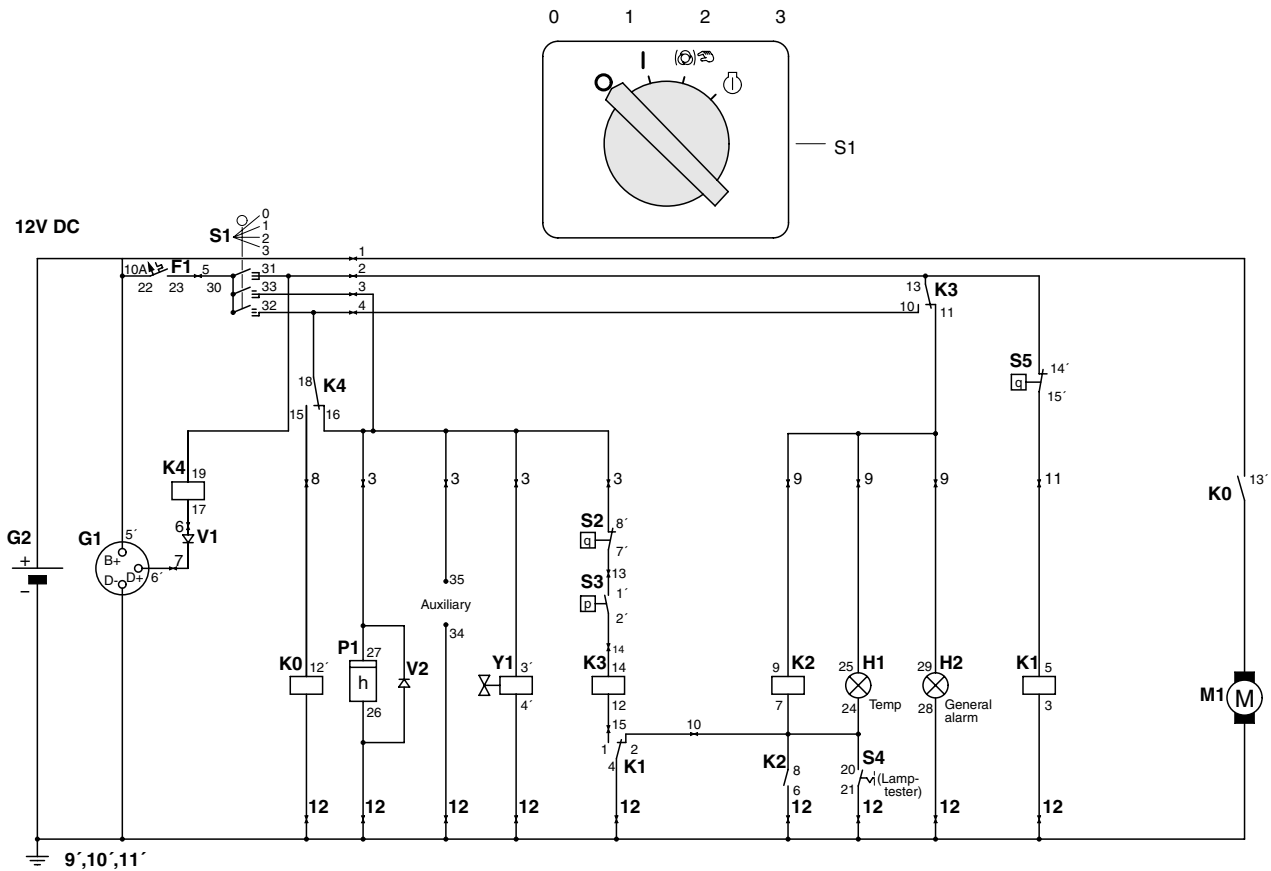 0 1 2 3
S1
12V DC
S1
0
1
2
3
10A F1 5
22 23 30
31
33
32
1
2
3
4
13 K3
10 11
S5 14´
q
15´
18 K4
15 16
K4 19
17
6 V1
7
8 3 3 3 3 9 9 9 11
K0 13´
G2
+
−
G1 5´
B+
D- D+ 6´
S2 8´
q
7´
13
S3 1´
p
2´
14
35
Auxiliary
34
K0 12´
P1 27
h
26
V2
Y1 3´
4´
K3 14
12
15
1 2
4 K1
10
9 K2
7
25 H1
24 Temp
29 H2
28 General
alarm
K1 5
3
M1 M
K2 8
6
S4
20
21 (Lamp-
tester)
12 12 12 12 12 12 12 12 12
9´,10´,11´